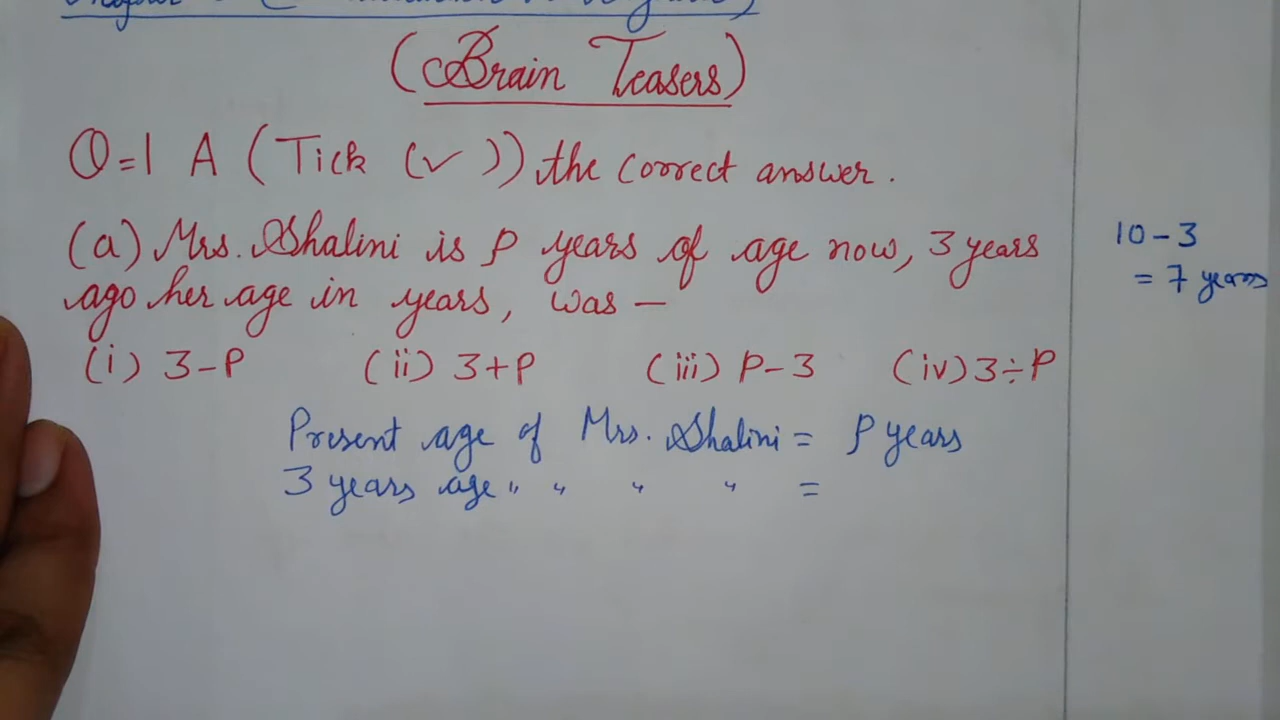 (Brain Teasers)
Q=1 A (Tick (✓)) the correct answer.
(a) Mrs. Shalini is P years of age now, 3 years
ago her age in years, was —
(i) 3-P (ii) 3+P (iii) P-3 (iv) 3÷P
Present age of Mrs. Shalini = P years
3 years age " " " " =
10-3
= 7 years